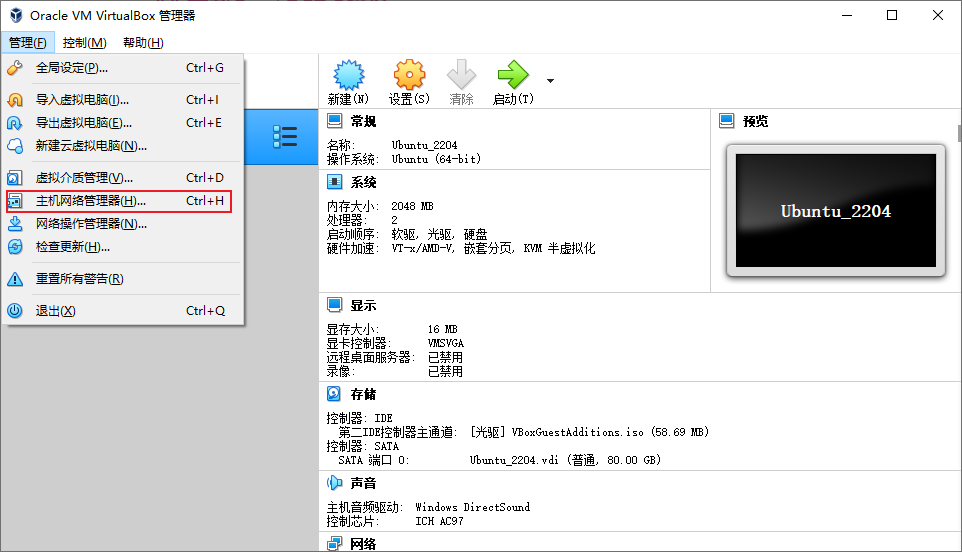 Oracle VM VirtualBox 管理器
管理(F) 控制(M) 帮助(H)
全局设定(P)... Ctrl+G
导入虚拟电脑(I)... Ctrl+I
导出虚拟电脑(E)... Ctrl+E
新建云虚拟电脑(N)...
虚拟介质管理(V)... Ctrl+D
主机网络管理器(H)... Ctrl+H
网络操作管理器(N)...
检查更新(H)...
重置所有警告(R)
退出(X) Ctrl+Q
新建(N) 设置(S) 清除 启动(T)
常规
名称: Ubuntu_2204
操作系统: Ubuntu (64-bit)
系统
内存大小: 2048 MB
处理器: 2
启动顺序: 软驱, 光驱, 硬盘
硬件加速: VT-x/AMD-V, 嵌套分页, KVM 半虚拟化
预览
Ubuntu_2204
显示
显存大小: 16 MB
显卡控制器: VMSVGA
远程桌面服务器: 已禁用
录像: 已禁用
存储
控制器: IDE
第二IDE控制器主通道: [光驱] VBoxGuestAdditions.iso (58.69 MB)
控制器: SATA
SATA 端口 0: Ubuntu_2204.vdi (普通, 80.00 GB)
声音
主机音频驱动: Windows DirectSound
控制芯片: ICH AC97
网络